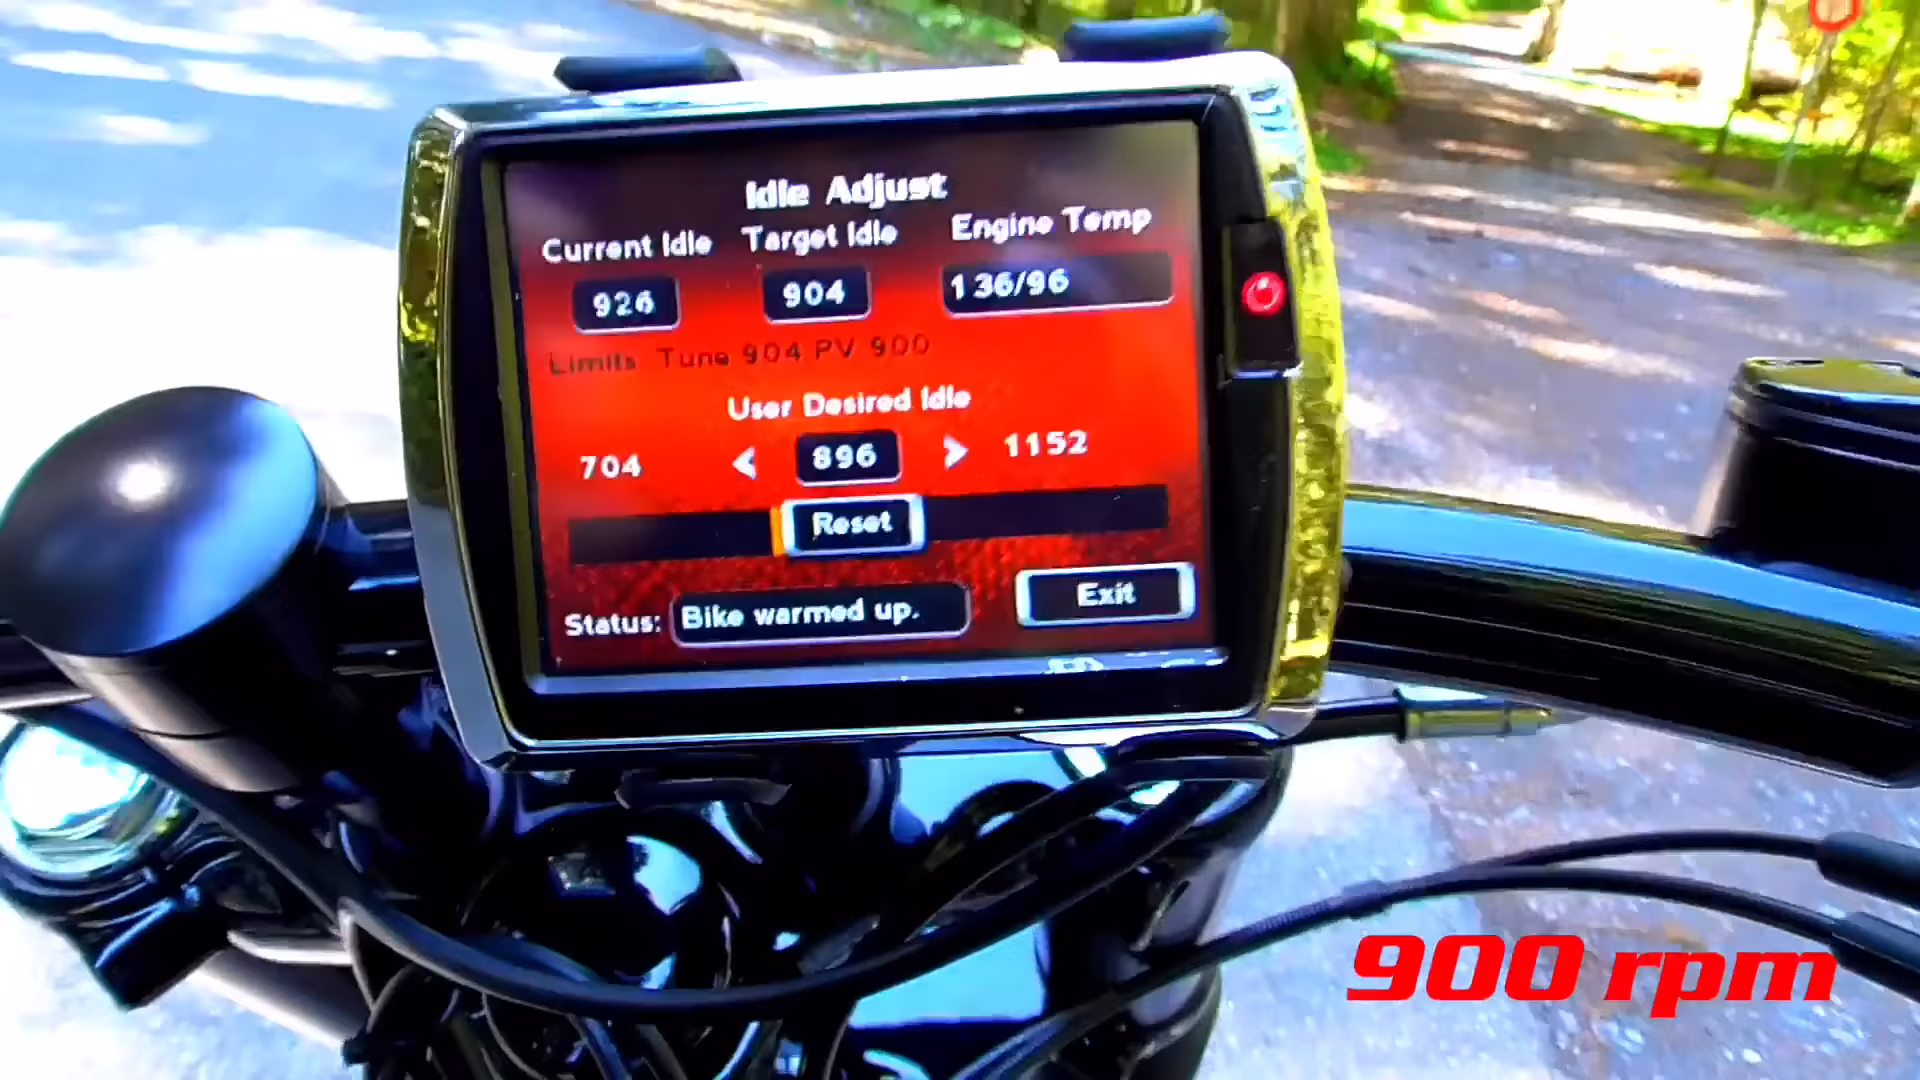 Idle Adjust
Current Idle Target Idle Engine Temp
926 904 136/96
Limits Tune 904 PV 900
User Desired Idle
704 < 896 > 1152
Reset
Status: Bike warmed up. Exit
900 rpm